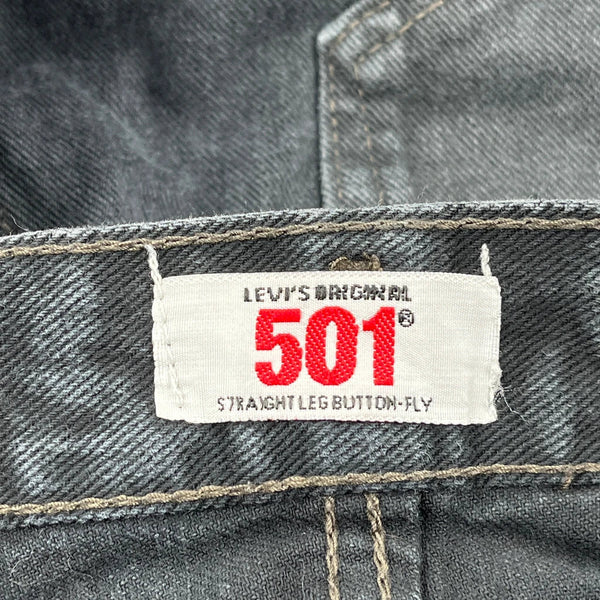 LEVI'S ORIGINAL
501®
STRAIGHT LEG BUTTON-FLY